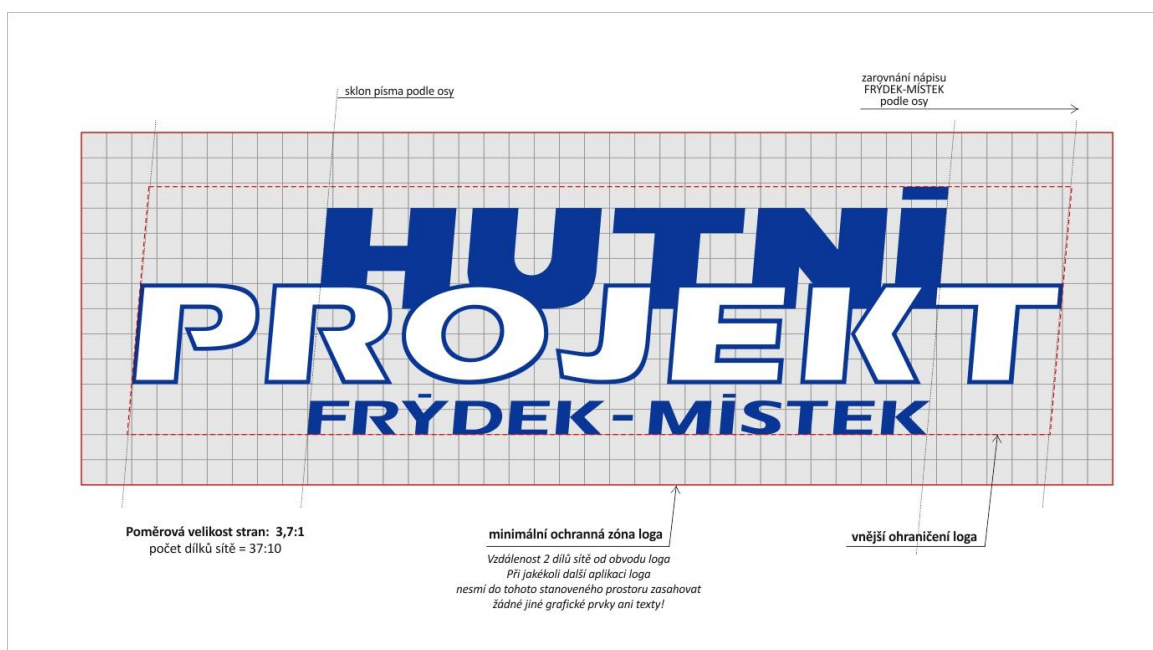 sklon písma podle osy
zarovnání nápisu
FRÝDEK-MÍSTEK
podle osy
HUTNÍ
PROJEKT
FRÝDEK-MÍSTEK
Poměrová velikost stran: 3,7:1
počet dílků sítě = 37:10
minimální ochranná zóna loga
Vzdálenost 2 dílů sítě od obvodu loga
Při jakékoli další aplikaci loga
nesmí do tohoto stanoveného prostoru zasahovat
žádné jiné grafické prvky ani texty!
vnější ohraničení loga